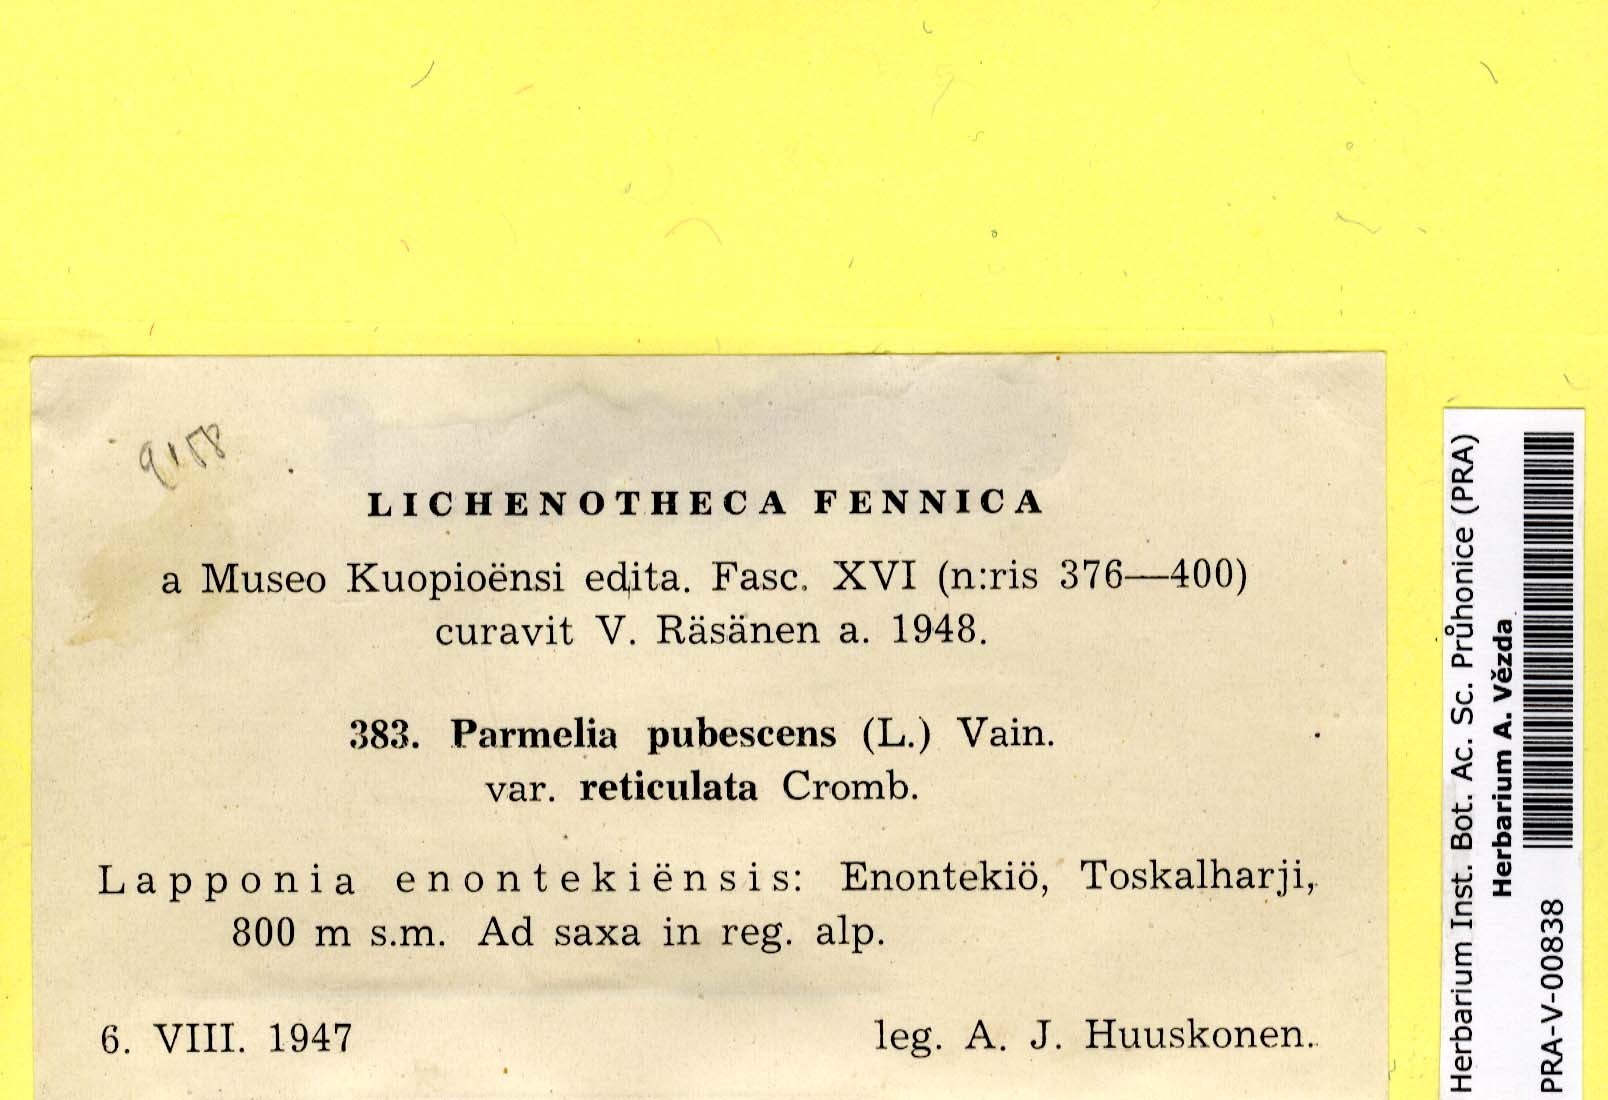 9158
LICHENOTHECA FENNICA
a Museo Kuopioënsi edita. Fasc. XVI (n:ris 376—400)
curavit V. Räsänen a. 1948.
383. Parmelia pubescens (L.) Vain.
var. reticulata Cromb.
Lapponia enontekiënsis: Enontekiö, Toskalharji,
800 m s.m. Ad saxa in reg. alp.
6. VIII. 1947 leg. A. J. Huuskonen.
Herbarium Inst. Bot. Ac. Sc. Průhonice (PRA)
Herbarium A. Vězda
PRA-V-00838